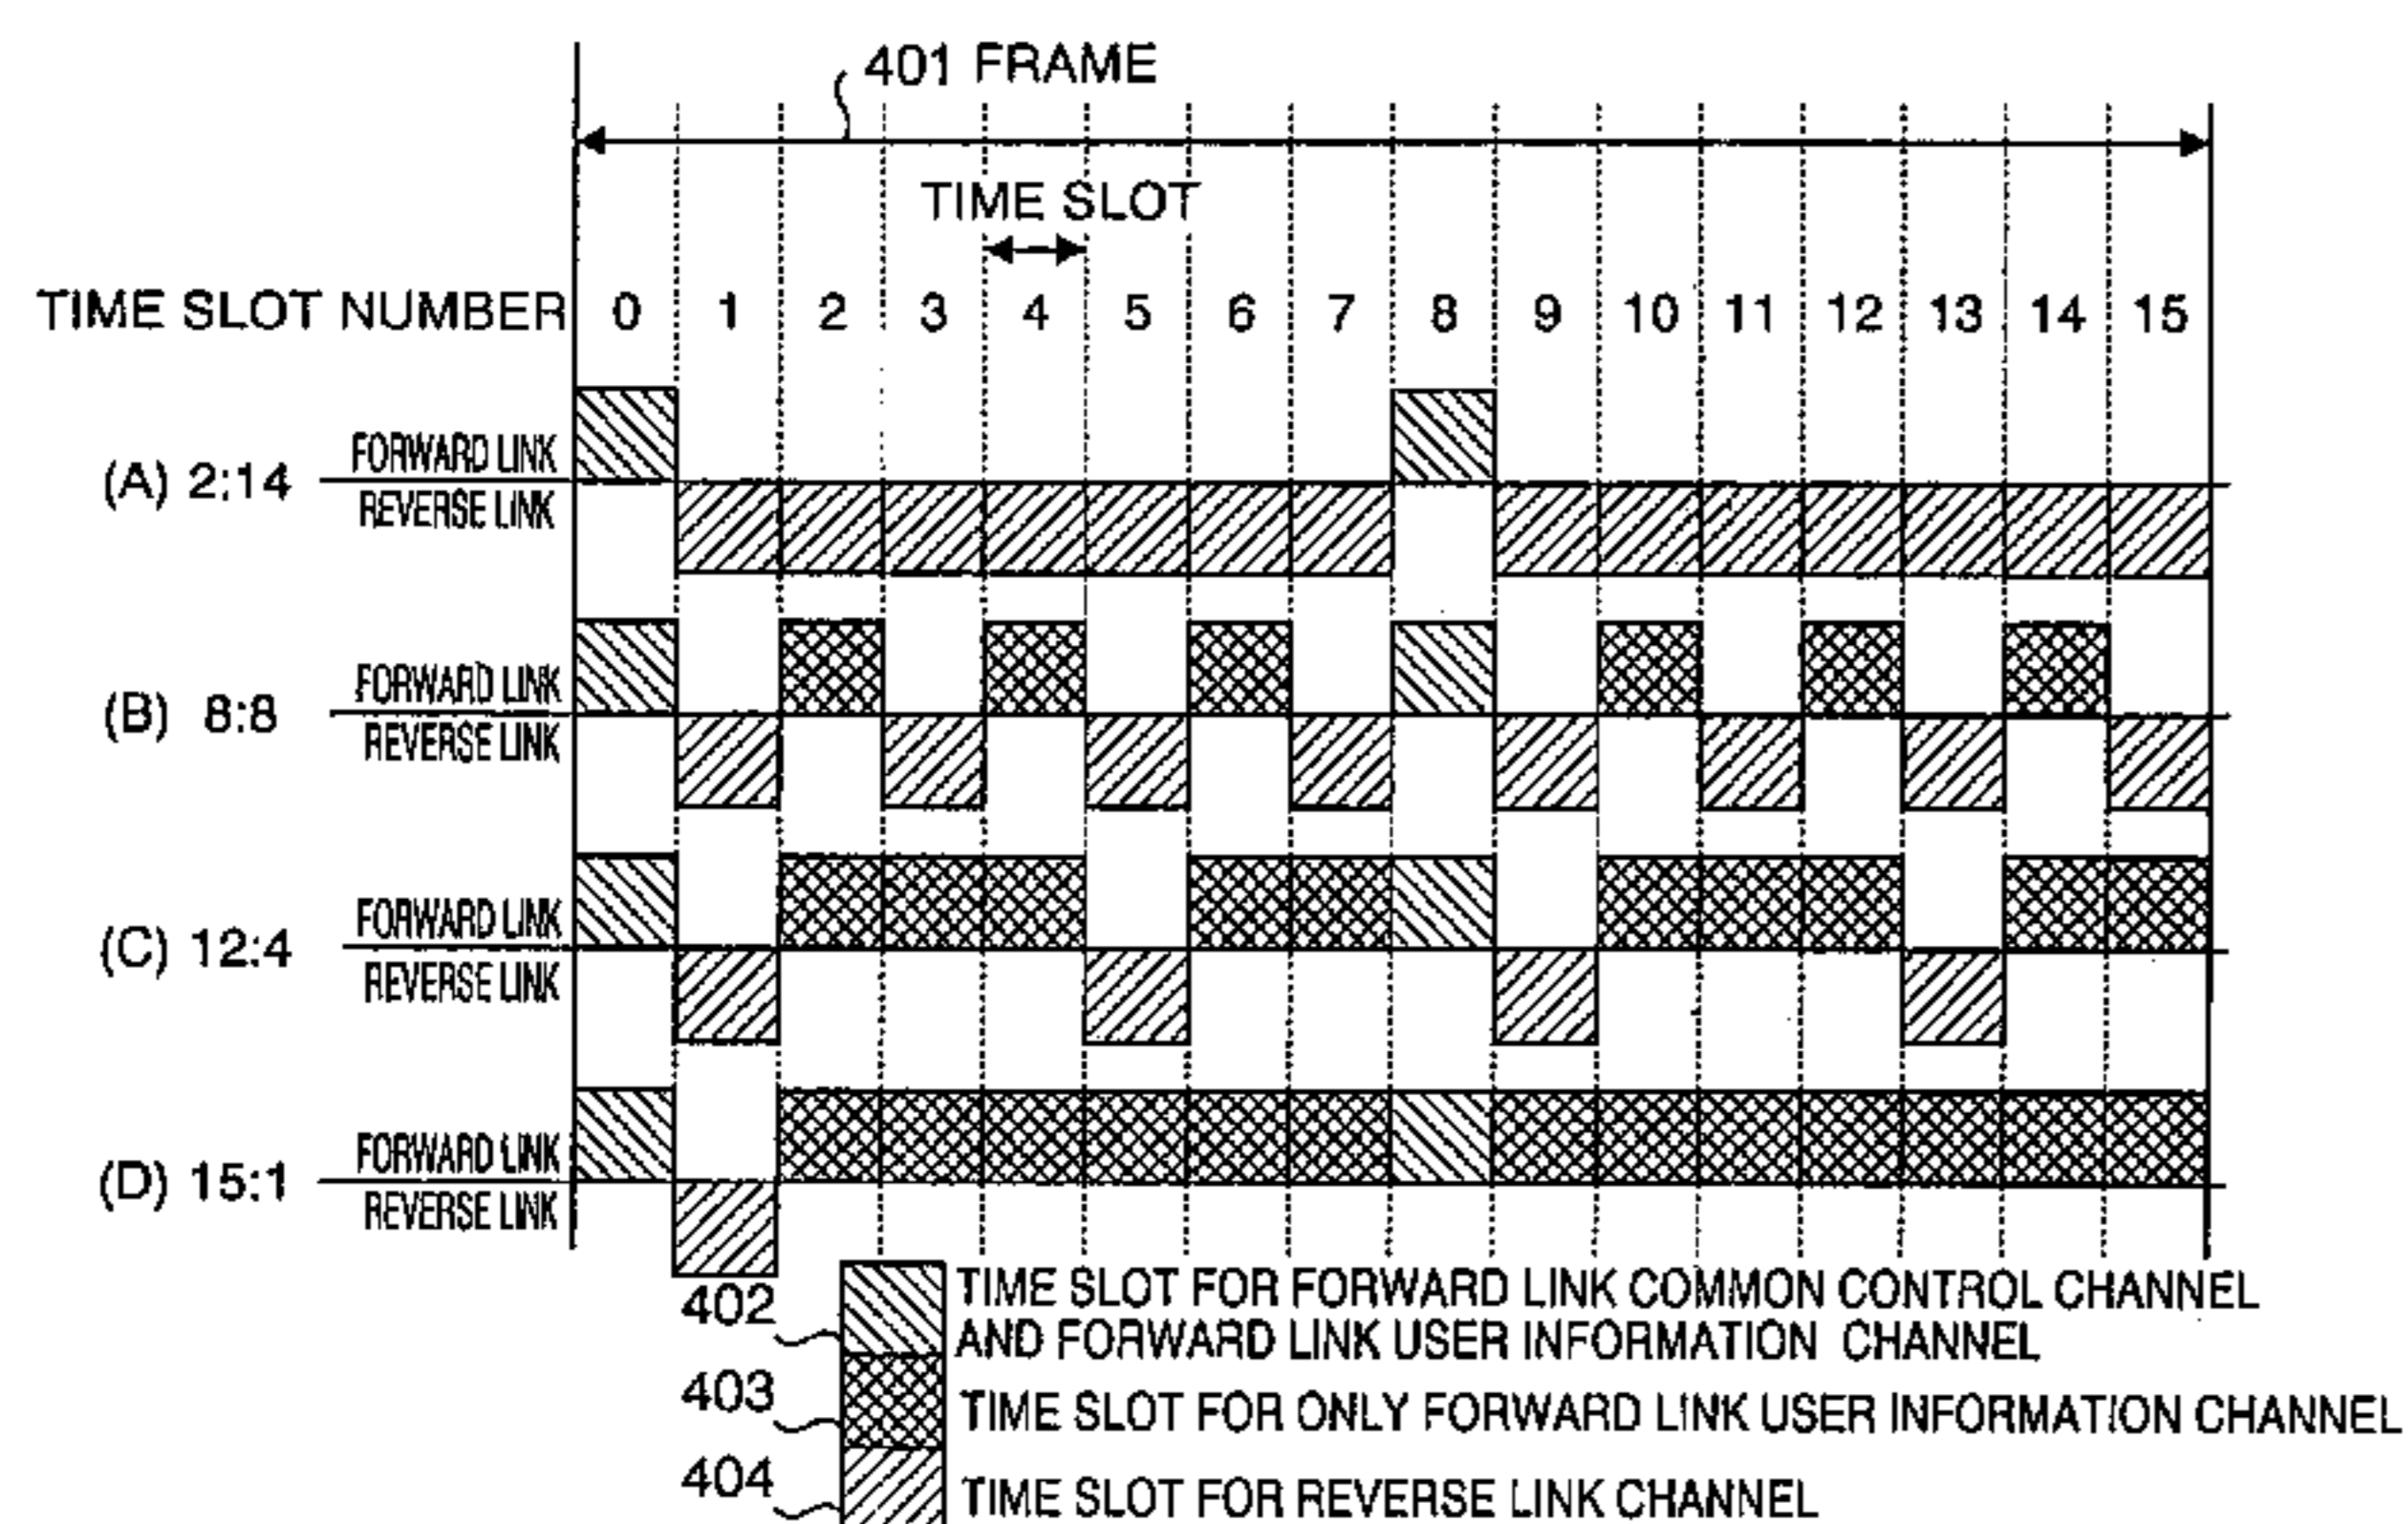 401 FRAME
TIME SLOT
TIME SLOT NUMBER 0 1 2 3 4 5 6 7 8 9 10 11 12 13 14 15
(A) 2:14
FORWARD LINK
REVERSE LINK
(B) 8:8
FORWARD LINK
REVERSE LINK
(C) 12:4
FORWARD LINK
REVERSE LINK
(D) 15:1
FORWARD LINK
REVERSE LINK
402 TIME SLOT FOR FORWARD LINK COMMON CONTROL CHANNEL
AND FORWARD LINK USER INFORMATION CHANNEL
403 TIME SLOT FOR ONLY FORWARD LINK USER INFORMATION CHANNEL
404 TIME SLOT FOR REVERSE LINK CHANNEL